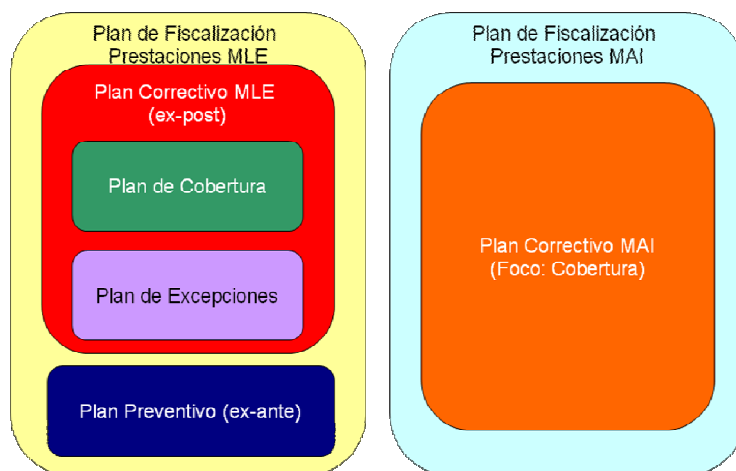 Plan de Fiscalización
Prestaciones MLE
Plan Correctivo MLE
(ex-post)
Plan de Cobertura
Plan de Excepciones
Plan Preventivo (ex-ante)
Plan de Fiscalización
Prestaciones MAI
Plan Correctivo MAI
(Foco: Cobertura)